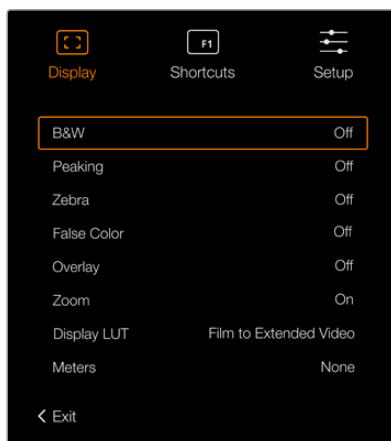 F1
Display Shortcuts Setup
B&W Off
Peaking Off
Zebra Off
False Color Off
Overlay Off
Zoom On
Display LUT Film to Extended Video
Meters None
< Exit